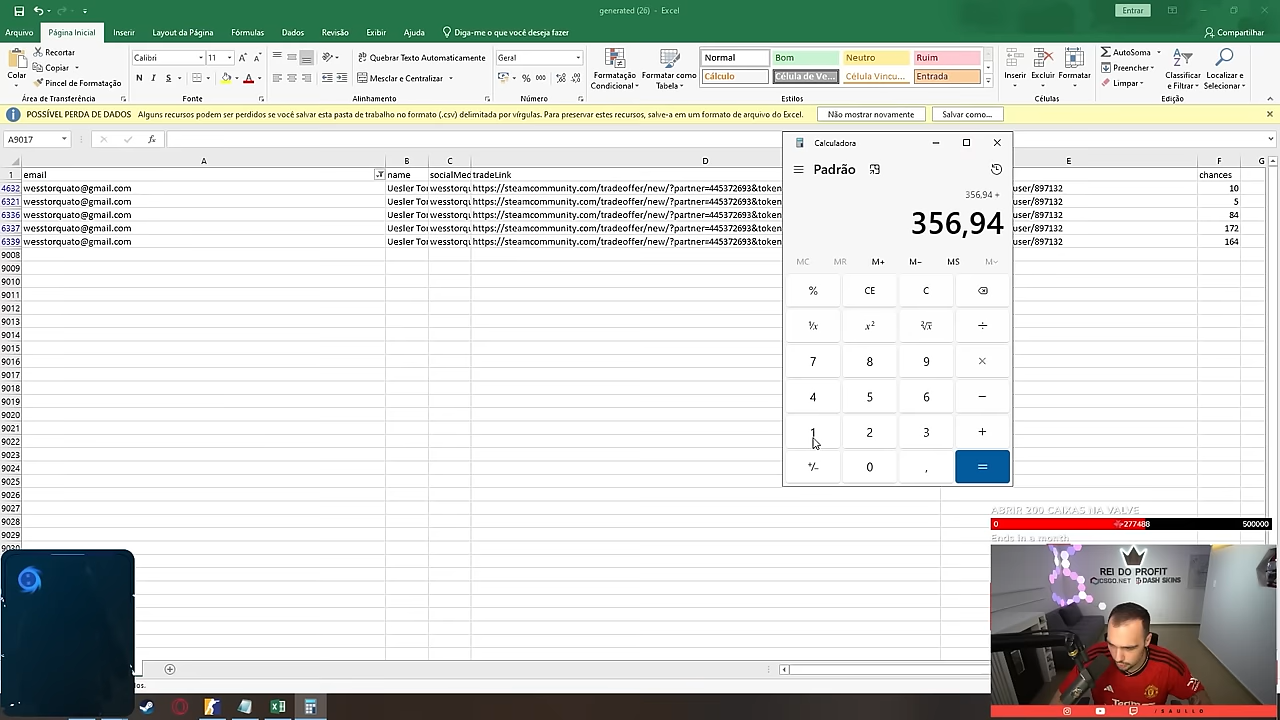 generated (26) - Excel
Entrar
Arquivo Página Inicial Inserir Layout da Página Fórmulas Dados Revisão Exibir Ajuda Diga-me o que você deseja fazer Compartilhar
Colar
Recortar
Copiar
Pincel de Formatação
Área de Transferência
Calibri 11
N I S
Fonte
Quebrar Texto Automaticamente
Mesclar e Centralizar
Alinhamento
Geral
% 000
Número
Formatação Condicional
Formatar como Tabela
Normal Bom Neutro Ruim
Cálculo Célula de Ve... Célula Vincu... Entrada
Estilos
Inserir Excluir Formatar
Células
AutoSoma
Preencher
Limpar
Classificar e Filtrar
Localizar e Selecionar
Edição
POSSÍVEL PERDA DE DADOS Alguns recursos podem ser perdidos se você salvar esta pasta de trabalho no formato (.csv) delimitada por vírgulas. Para preservar estes recursos, salve-a em um formato de arquivo do Excel. Não mostrar novamente Salvar como...
A9017 fx
A B C D E F G
1 email name socialMed tradeLink chances
4632 wesstorquato@gmail.com Uesler Tor wesstorqu https://steamcommunity.com/tradeoffer/new/?partner=445372693&token user/897132 10
6321 wesstorquato@gmail.com Uesler Tor wesstorqu https://steamcommunity.com/tradeoffer/new/?partner=445372693&token user/897132 5
6336 wesstorquato@gmail.com Uesler Tor wesstorqu https://steamcommunity.com/tradeoffer/new/?partner=445372693&token user/897132 84
6337 wesstorquato@gmail.com Uesler Tor wesstorqu https://steamcommunity.com/tradeoffer/new/?partner=445372693&token user/897132 172
6339 wesstorquato@gmail.com Uesler Tor wesstorqu https://steamcommunity.com/tradeoffer/new/?partner=445372693&token user/897132 164
9008
9009
9010
9011
9012
9013
9014
9015
9016
9017
9018
9019
9020
9021
9022
9023
9024
9025
9026
9027
9028
9029
Calculadora
Padrão
356,94 +
356,94
MC MR M+ M− MS M
% CE C
¹/x x² ²√x ÷
7 8 9 ×
4 5 6 −
1 2 3 +
+/− 0 , =
ABRIR 200 CAIXAS NA VALVE
0 277488 500000
Ends in a month
REI DO PROFIT
CSGO.NET DASH SKINS
/SAULLO